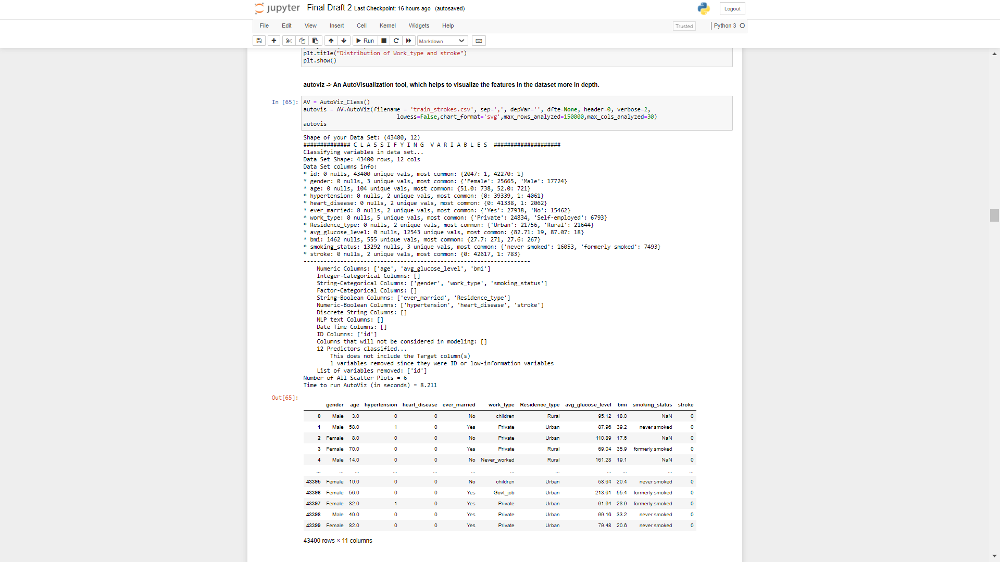 jupyter Final Draft 2 Last Checkpoint: 16 hours ago (autosaved) Logout
File Edit View Insert Cell Kernel Widgets Help Trusted Python 3
Run Markdown
plt.title("Distribution of Work_type and stroke")
plt.show()
autoviz -> An AutoVisualization tool, which helps to visualize the features in the dataset more in depth.
In [65]: AV = AutoViz_Class()
autovis = AV.AutoViz(filename = 'train_strokes.csv', sep=',', depVar='', dfte=None, header=0, verbose=2,
lowess=False,chart_format='svg',max_rows_analyzed=150000,max_cols_analyzed=30)
autovis
Shape of your Data Set: (43400, 12)
############## C L A S S I F Y I N G  V A R I A B L E S  ####################
Classifying variables in data set...
Data Set Shape: 43400 rows, 12 cols
Data Set columns info:
* id: 0 nulls, 43400 unique vals, most common: {2047: 1, 42270: 1}
* gender: 0 nulls, 3 unique vals, most common: {'Female': 25665, 'Male': 17724}
* age: 0 nulls, 104 unique vals, most common: {51.0: 738, 52.0: 721}
* hypertension: 0 nulls, 2 unique vals, most common: {0: 39339, 1: 4061}
* heart_disease: 0 nulls, 2 unique vals, most common: {0: 41338, 1: 2062}
* ever_married: 0 nulls, 2 unique vals, most common: {'Yes': 27938, 'No': 15462}
* work_type: 0 nulls, 5 unique vals, most common: {'Private': 24834, 'Self-employed': 6793}
* Residence_type: 0 nulls, 2 unique vals, most common: {'Urban': 21756, 'Rural': 21644}
* avg_glucose_level: 0 nulls, 12543 unique vals, most common: {82.71: 19, 87.07: 18}
* bmi: 1462 nulls, 555 unique vals, most common: {27.7: 271, 27.6: 267}
* smoking_status: 13292 nulls, 3 unique vals, most common: {'never smoked': 16053, 'formerly smoked': 7493}
* stroke: 0 nulls, 2 unique vals, most common: {0: 42617, 1: 783}
--------------------------------------------------------------------
Numeric Columns: ['age', 'avg_glucose_level', 'bmi']
Integer-Categorical Columns: []
String-Categorical Columns: ['gender', 'work_type', 'smoking_status']
Factor-Categorical Columns: []
String-Boolean Columns: ['ever_married', 'Residence_type']
Numeric-Boolean Columns: ['hypertension', 'heart_disease', 'stroke']
Discrete String Columns: []
NLP text Columns: []
Date Time Columns: []
ID Columns: ['id']
Columns that will not be considered in modeling: []
12 Predictors classified...
This does not include the Target column(s)
1 variables removed since they were ID or low-information variables
List of variables removed: ['id']
Number of All Scatter Plots = 6
Time to run AutoViz (in seconds) = 8.211
Out[65]:
gender age hypertension heart_disease ever_married work_type Residence_type avg_glucose_level bmi smoking_status stroke
0 Male 3.0 0 0 No children Rural 95.12 18.0 NaN 0
1 Male 58.0 1 0 Yes Private Urban 87.96 39.2 never smoked 0
2 Female 8.0 0 0 No Private Urban 110.89 17.6 NaN 0
3 Female 70.0 0 0 Yes Private Rural 69.04 35.9 formerly smoked 0
4 Male 14.0 0 0 No Never_worked Rural 161.28 19.1 NaN 0
... ... ... ... ... ... ... ... ... ... ... ...
43395 Female 10.0 0 0 No children Urban 58.64 20.4 never smoked 0
43396 Female 56.0 0 0 Yes Govt_job Urban 213.61 55.4 formerly smoked 0
43397 Female 82.0 1 0 Yes Private Urban 91.94 28.9 formerly smoked 0
43398 Male 40.0 0 0 Yes Private Urban 99.16 33.2 never smoked 0
43399 Female 82.0 0 0 Yes Private Urban 79.48 20.6 never smoked 0
43400 rows × 11 columns